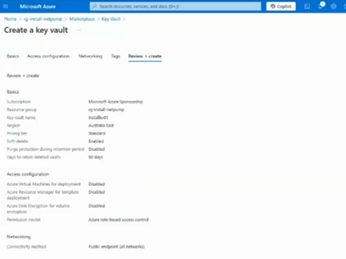 Microsoft Azure
Search resources, services, and docs (G+/)
Copilot
Home > rg-install-netpump > Marketplace > Key Vault >
Create a key vault ...
Basics Access configuration Networking Tags Review + create
Review + create
Basics
Subscription Microsoft Azure Sponsorship
Resource group rg-install-netpump
Key vault name
Region Australia East
Pricing tier Standard
Soft-delete Enabled
Purge protection during retention period Disabled
Days to retain deleted vaults 90 days
Access configuration
Azure Virtual Machines for deployment Disabled
Azure Resource Manager for template Disabled
deployment
Azure Disk Encryption for volume Disabled
encryption
Permission model Azure role-based access control
Networking
Connectivity method Public endpoint (all networks)